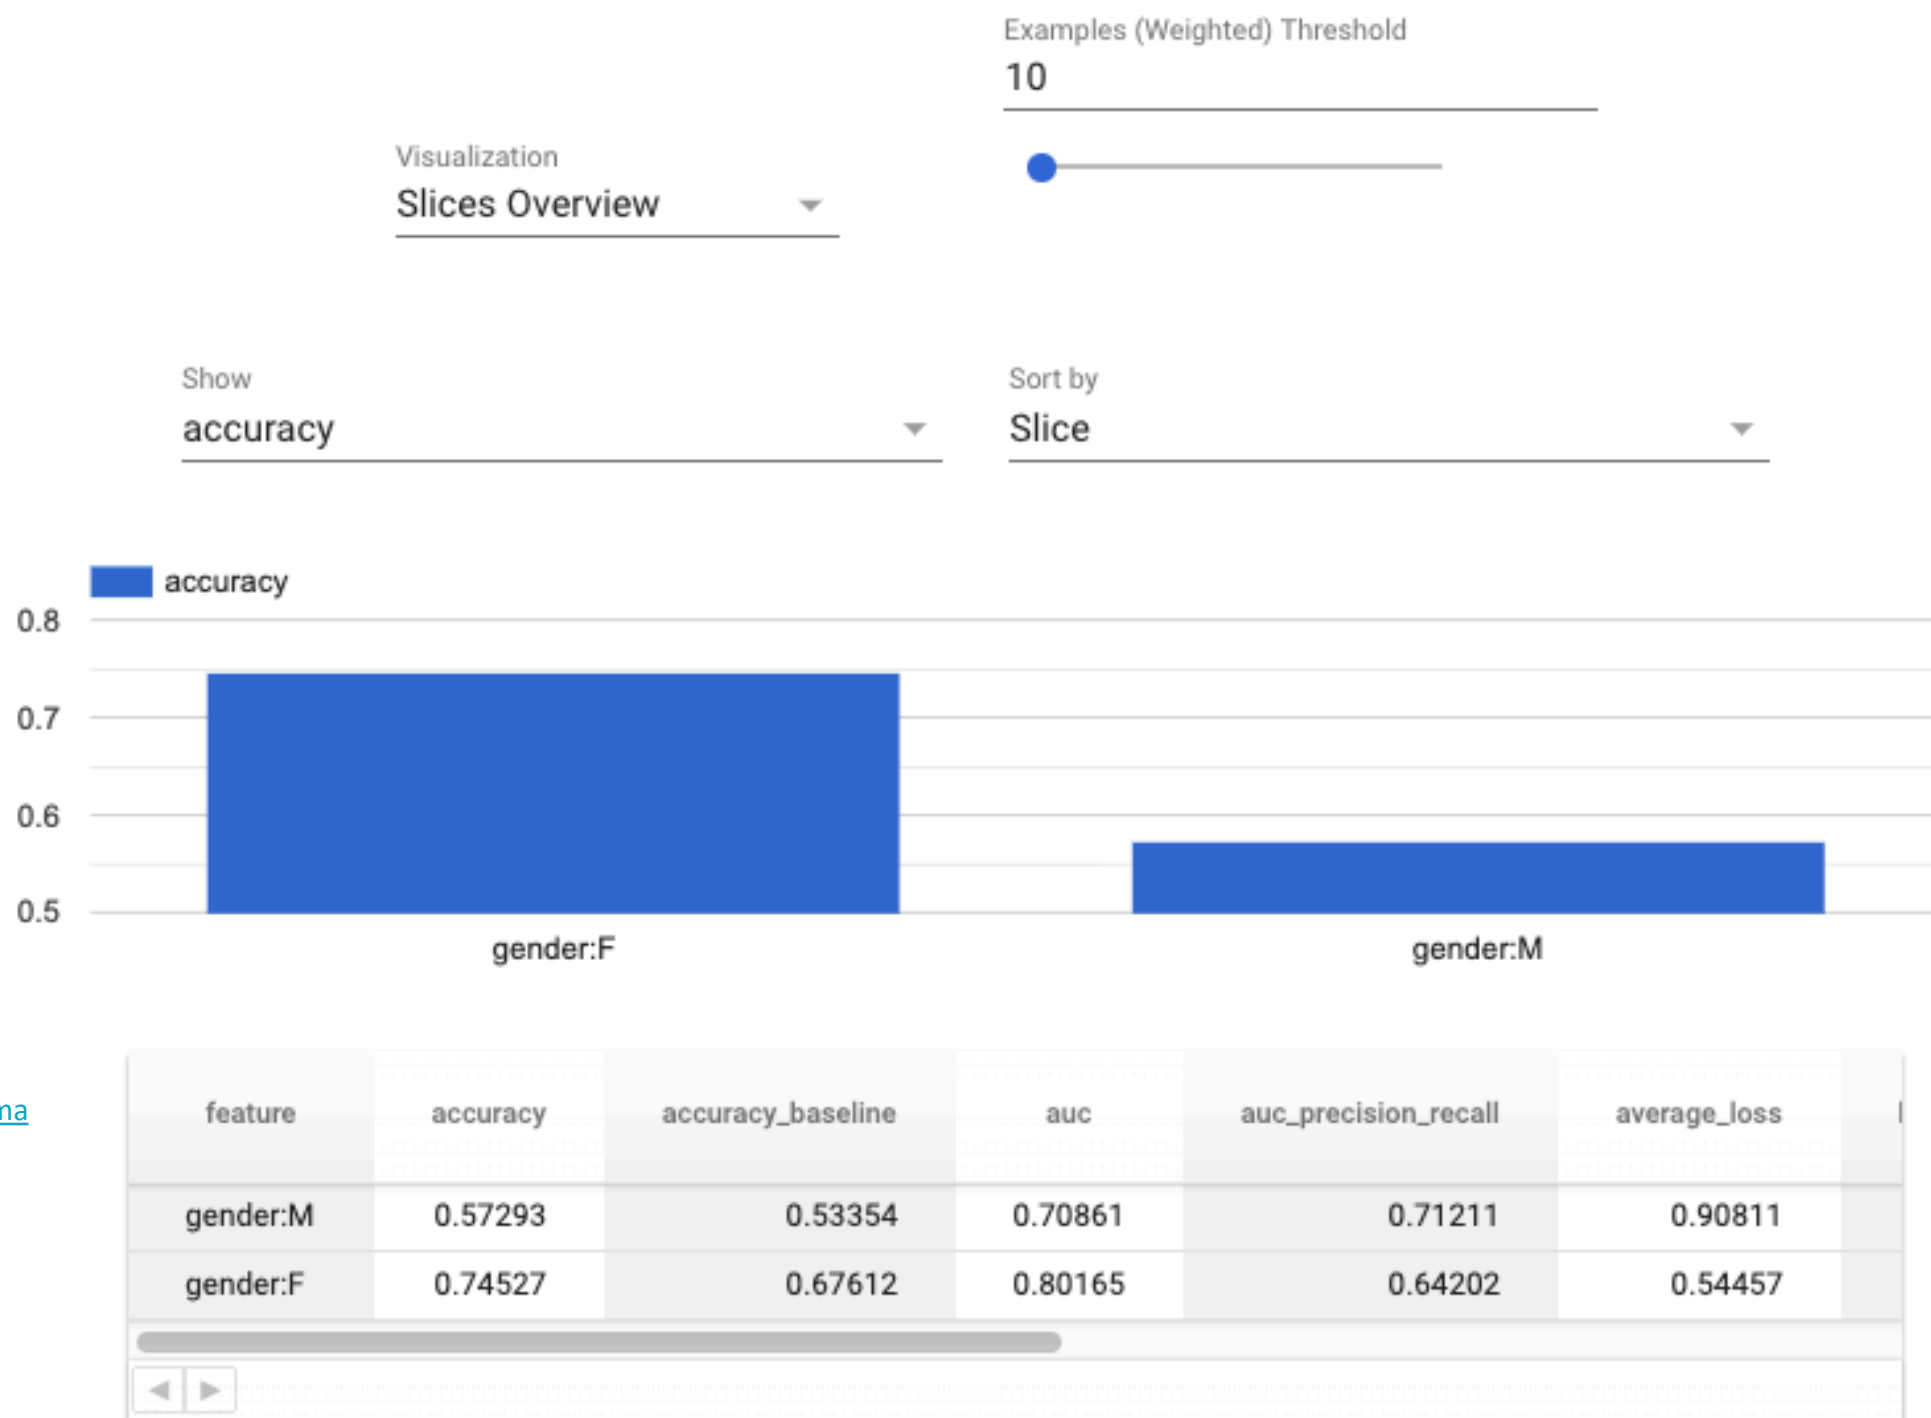 Examples (Weighted) Threshold
10
Visualization
Slices Overview
Show
accuracy
Sort by
Slice
accuracy
0.8
0.7
0.6
0.5
gender:F gender:M
ma
feature accuracy accuracy_baseline auc auc_precision_recall average_loss
gender:M 0.57293 0.53354 0.70861 0.71211 0.90811
gender:F 0.74527 0.67612 0.80165 0.64202 0.54457